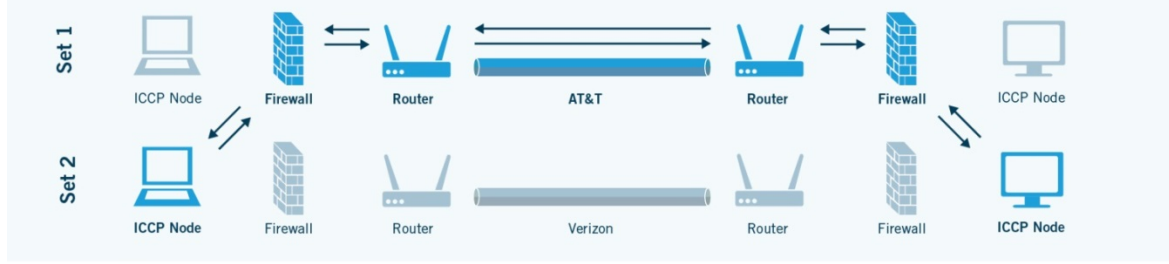 Set 1
ICCP Node
Firewall
Router
AT&T
Router
Firewall
ICCP Node
Set 2
ICCP Node
Firewall
Router
Verizon
Router
Firewall
ICCP Node